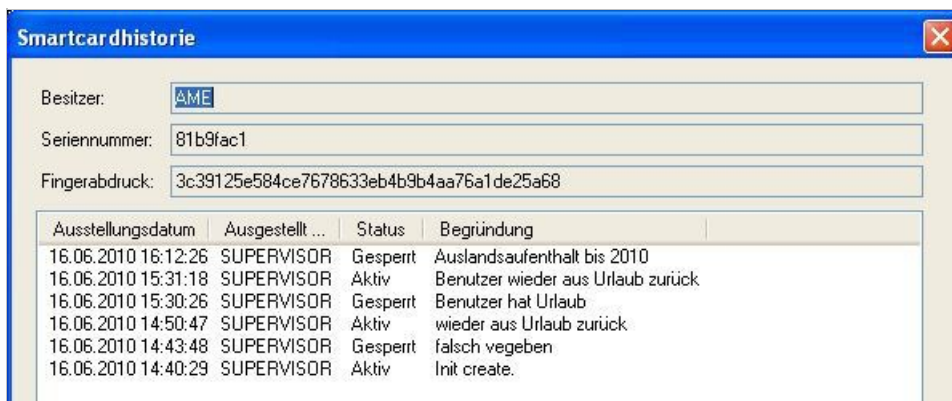 Smartcardhistorie
Besitzer: AME
Seriennummer: 81b9fac1
Fingerabdruck: 3c39125e584ce7678633eb4b9b4aa76a1de25a68
Ausstellungsdatum Ausgestellt ... Status Begründung
16.06.2010 16:12:26 SUPERVISOR Gesperrt Auslandsaufenthalt bis 2010
16.06.2010 15:31:18 SUPERVISOR Aktiv Benutzer wieder aus Urlaub zurück
16.06.2010 15:30:26 SUPERVISOR Gesperrt Benutzer hat Urlaub
16.06.2010 14:50:47 SUPERVISOR Aktiv wieder aus Urlaub zurück
16.06.2010 14:43:48 SUPERVISOR Gesperrt falsch vegeben
16.06.2010 14:40:29 SUPERVISOR Aktiv Init create.